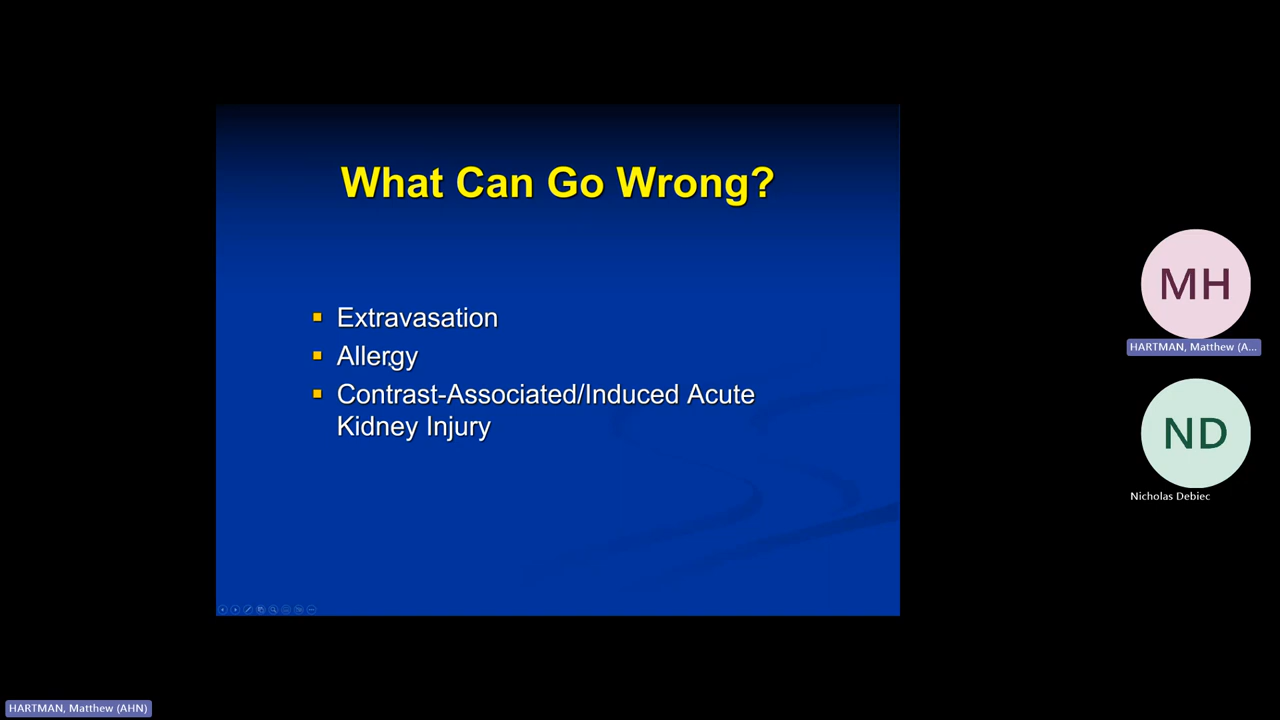 What Can Go Wrong?
Extravasation
Allergy
Contrast-Associated/Induced Acute
Kidney Injury
MH
HARTMAN, Matthew (A...
ND
Nicholas Debiec
HARTMAN, Matthew (AHN)